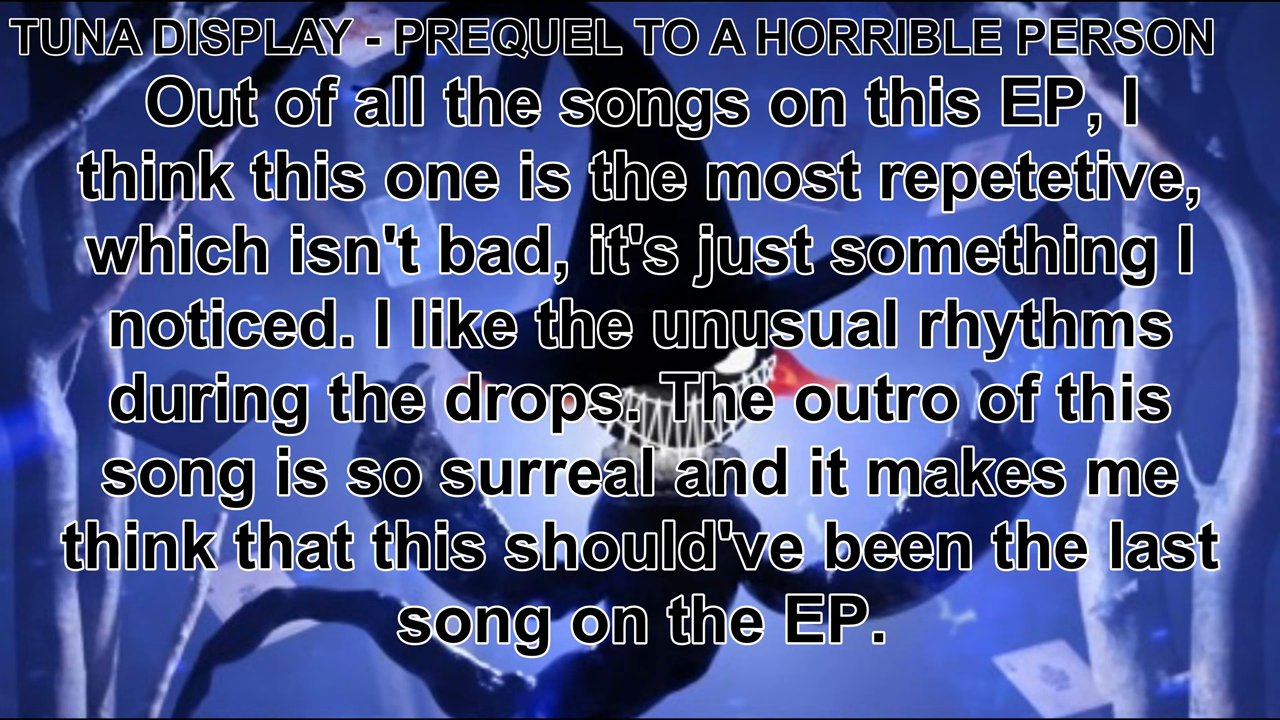 TUNA DISPLAY - PREQUEL TO A HORRIBLE PERSON
Out of all the songs on this EP, I
think this one is the most repetetive,
which isn't bad, it's just something I
noticed. I like the unusual rhythms
during the drops. The outro of this
song is so surreal and it makes me
think that this should've been the last
song on the EP.